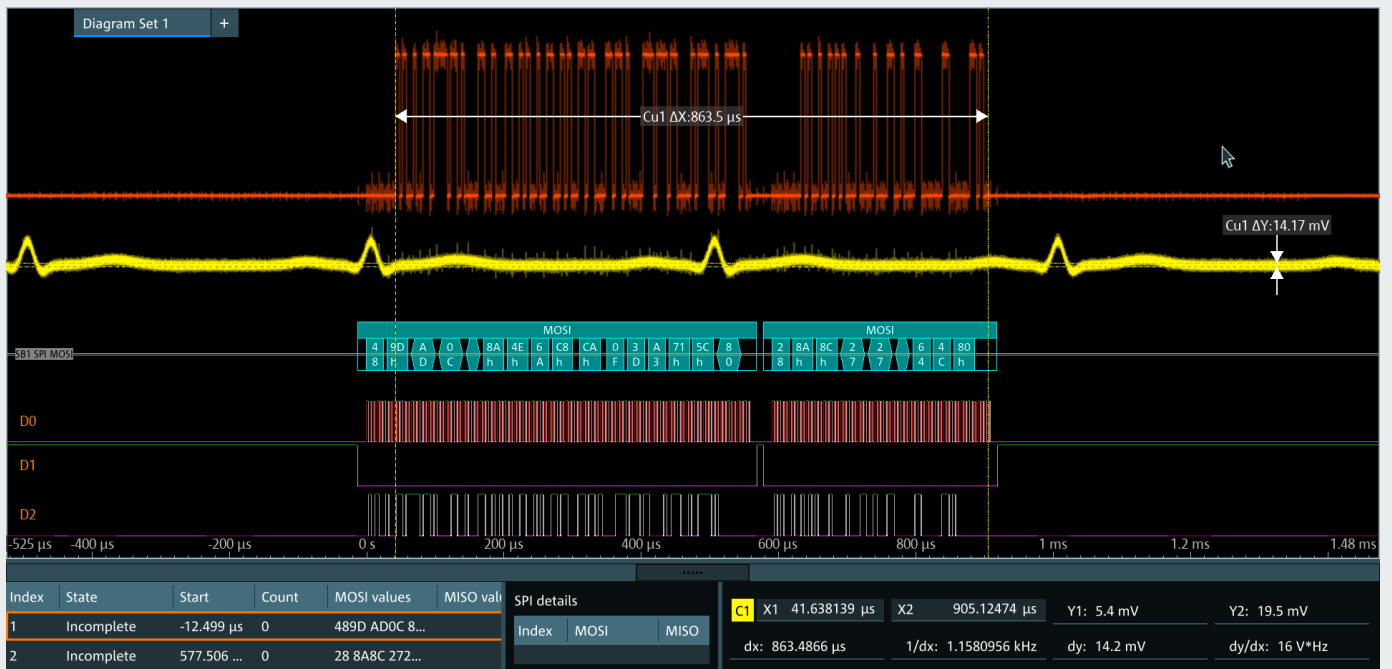 Diagram Set 1 +
Cu1 ΔX:863.5 µs
Cu1 ΔY:14.17 mV
MOSI MOSI
SB1 SPI MOSI
4 9D A 0 8A 4E 6 C8 CA 0 3 A 71 5C 8 2 8A 8C 2 2 6 4 80
8 h D C h h A h h F D 3 h h 0 8 h h 7 7 4 C h
D0
D1
D2
-525 µs -400 µs -200 µs 0 s 200 µs 400 µs 600 µs 800 µs 1 ms 1.2 ms 1.48 ms
Index State Start Count MOSI values MISO valu
1 Incomplete -12.499 µs 0 489D AD0C 8...
2 Incomplete 577.506 ... 0 28 8A8C 272...
SPI details
Index MOSI MISO
C1 X1 41.638139 µs X2 905.12474 µs Y1: 5.4 mV Y2: 19.5 mV
dx: 863.4866 µs 1/dx: 1.1580956 kHz dy: 14.2 mV dy/dx: 16 V*Hz